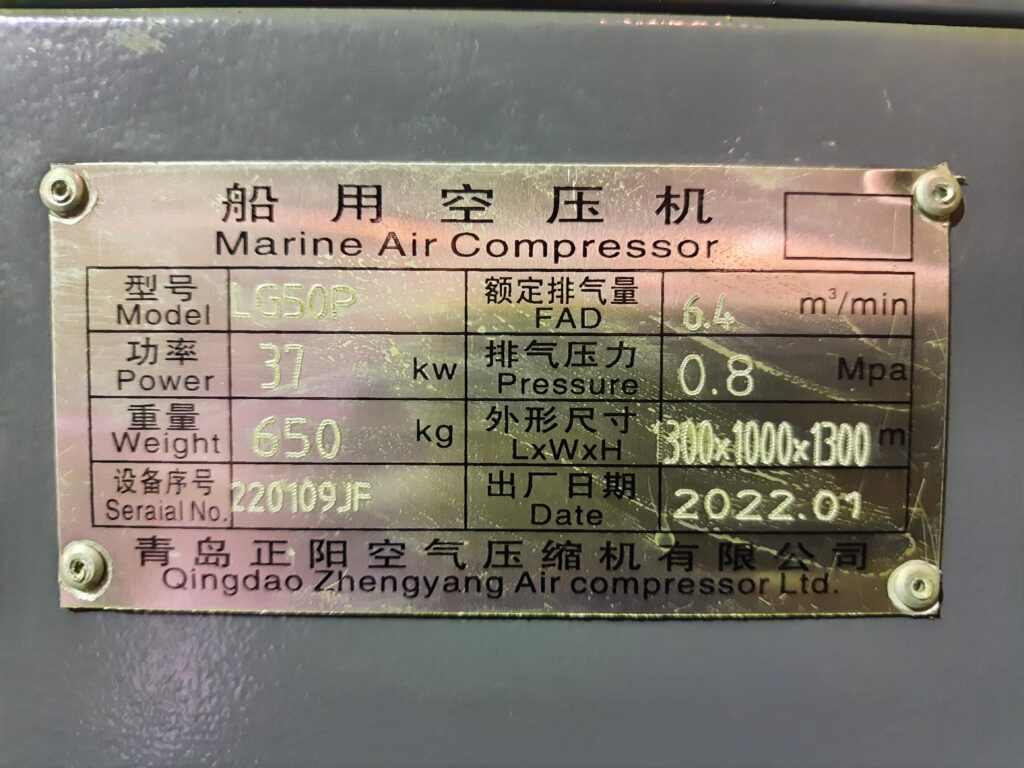 船用空压机
Marine Air Compressor
型号 Model LG50P 额定排气量 FAD 6.4 m³/min
功率 Power 37 kw 排气压力 Pressure 0.8 Mpa
重量 Weight 650 kg 外形尺寸 LxWxH 1300x1000x1300 m
设备序号 Seraial No. 220109JF 出厂日期 Date 2022.01
青岛正阳空气压缩机有限公司
Qingdao Zhengyang Air compressor Ltd.